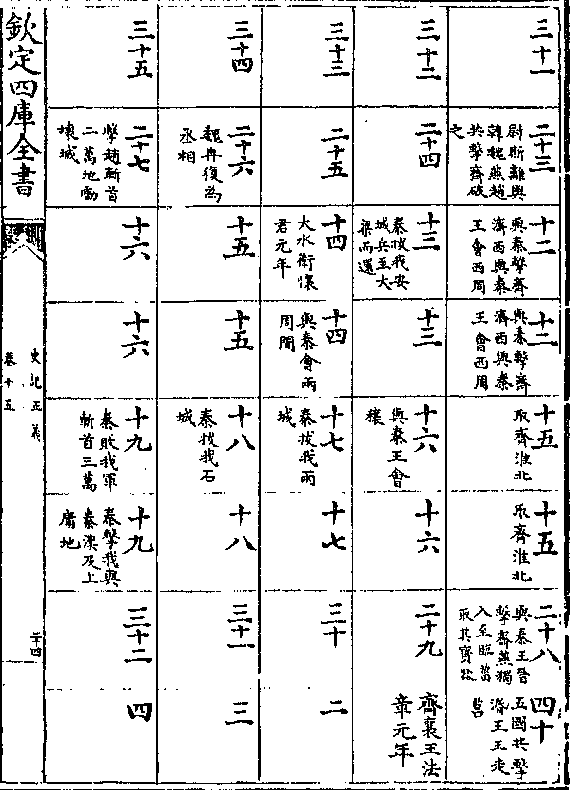 三十一
二十三
尉斯離與
韓魏燕趙
共擊齊破
之
十二
與秦擊齊
濟西與秦
王會西周
十二
與秦擊齊
濟西與秦
王會西周
十五
取齊淮北
十五
取齊淮北
二十八
與秦王晉
擊齊燕獨
入至臨菑
取其寶器
四十
五國共擊
湣王王走
莒
三十二
二十四
十三
秦拔我安
城兵至大
梁而還
十三
十六
與秦王會
穰
十六
二十九
齊襄王法
章元年
三十三
二十五
十四
大水衛懷
君元年
十四
與秦會兩
周間
十七
秦拔我兩
城
十七
三十
二
三十四
二十六
魏冉復為
丞相
十五
十五
十八
秦拔我石
城
十八
三十一
三
三十五
二十七
擊趙斬首
二萬地動
壞城
十六
十六
十九
秦敗我軍
斬首三萬
十九
秦擊我與
秦漢及上
庸地
三十二
四
欽定四庫全書
史記正義
卷十五